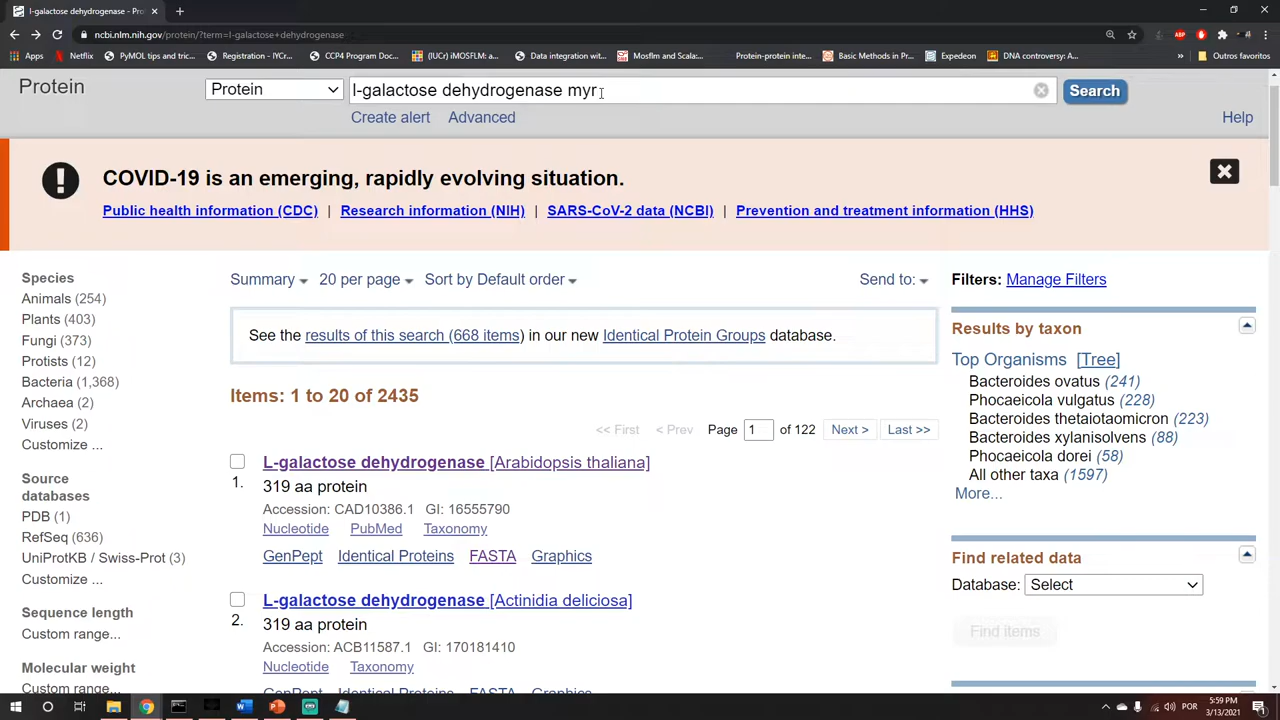 l-galactose dehydrogenase - Pro
ncbi.nlm.nih.gov/protein/?term=l-galactose+dehydrogenase
Apps Netflix PyMOL tips and tric... Registration - IYCr... CCP4 Program Doc... (IUCr) iMOSFLM: a... Data integration wit... Mosflm and Scala T... Protein-protein inte... Basic Methods in Pr... Expedeon DNA controversy: A... Outros favoritos
Protein Protein l-galactose dehydrogenase myr Search
Create alert Advanced Help
COVID-19 is an emerging, rapidly evolving situation.
Public health information (CDC) | Research information (NIH) | SARS-CoV-2 data (NCBI) | Prevention and treatment information (HHS)
Species
Animals (254)
Plants (403)
Fungi (373)
Protists (12)
Bacteria (1,368)
Archaea (2)
Viruses (2)
Customize ...
Source
databases
PDB (1)
RefSeq (636)
UniProtKB / Swiss-Prot (3)
Customize ...
Sequence length
Custom range...
Molecular weight
Custom range...
Summary 20 per page Sort by Default order Send to:
See the results of this search (668 items) in our new Identical Protein Groups database.
Items: 1 to 20 of 2435
<< First < Prev Page 1 of 122 Next > Last >>
L-galactose dehydrogenase [Arabidopsis thaliana]
1. 319 aa protein
Accession: CAD10386.1 GI: 16555790
Nucleotide PubMed Taxonomy
GenPept Identical Proteins FASTA Graphics
L-galactose dehydrogenase [Actinidia deliciosa]
2. 319 aa protein
Accession: ACB11587.1 GI: 170181410
Nucleotide Taxonomy
GenPept Identical Proteins FASTA Graphics
Filters: Manage Filters
Results by taxon
Top Organisms [Tree]
Bacteroides ovatus (241)
Phocaeicola vulgatus (228)
Bacteroides thetaiotaomicron (223)
Bacteroides xylanisolvens (88)
Phocaeicola dorei (58)
All other taxa (1597)
More...
Find related data
Database: Select
Find items
POR 5:59 PM
3/13/2021